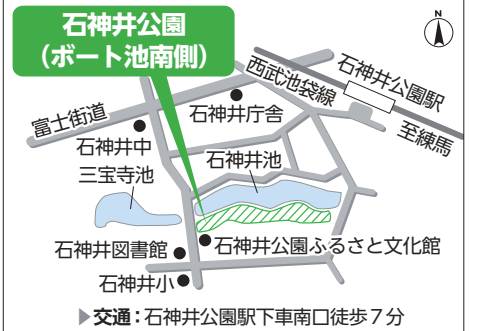 石神井公園
（ボート池南側）
N
西武池袋線
石神井公園駅
至練馬
富士街道
石神井庁舎
石神井中
石神井池
三宝寺池
石神井図書館
石神井公園ふるさと文化館
石神井小
▶交通：石神井公園駅下車南口徒歩７分